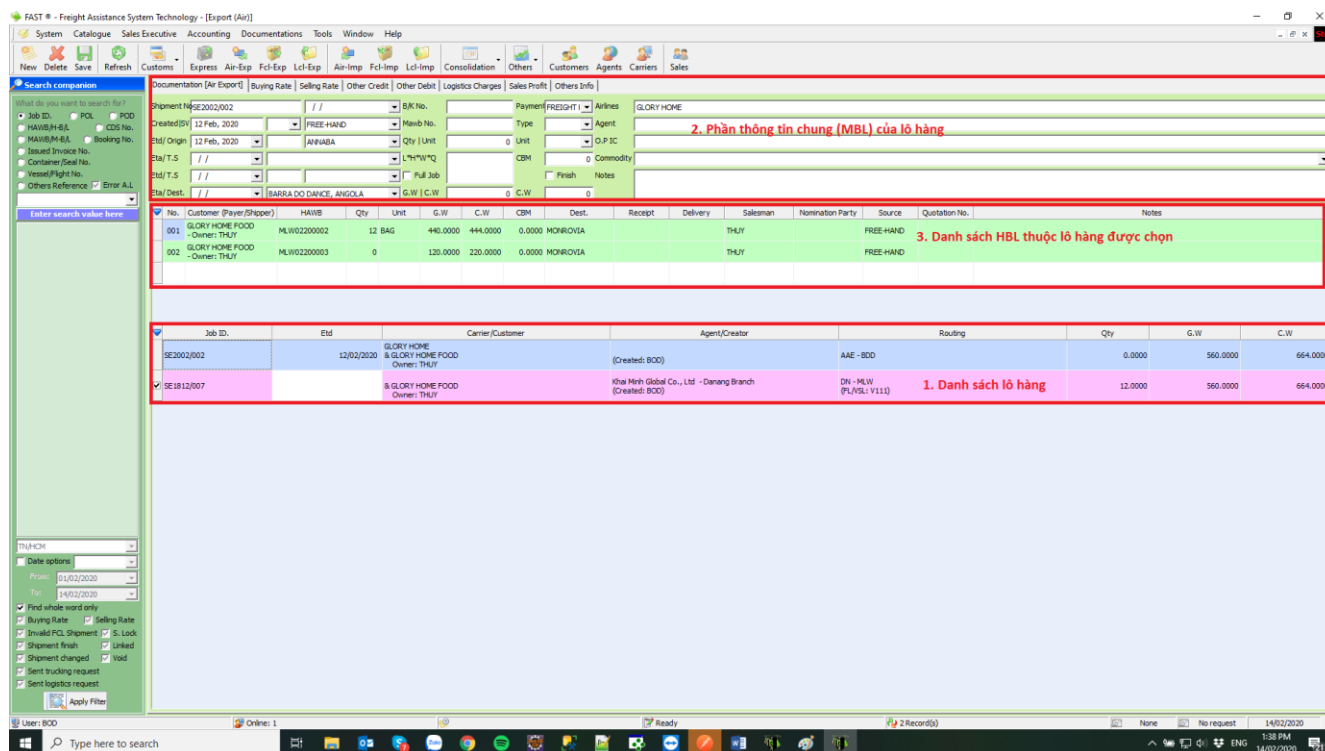 FAST ® - Freight Assistance System Technology - [Export (Air)]
System Catalogue Sales Executive Accounting Documentations Tools Window Help
New Delete Save Refresh Customs Express Air-Exp Fcl-Exp Lcl-Exp Air-Imp Fcl-Imp Lcl-Imp Consolidation Others Customers Agents Carriers Sales
Search companion
What do you want to search for?
Job ID. POL POD
HAWB/H-B/L CDS No.
MAWB/M-B/L Booking No.
Issued Invoice No.
Container/Seal No.
Vessel/Flight No.
Others Reference Error A.L
Enter search value here
TN/HCM
Date options
From: 01/02/2020
To: 14/02/2020
Find whole word only
Buying Rate Selling Rate
Invalid FCL Shipment S. Lock
Shipment finish Linked
Shipment changed Void
Sent trucking request
Sent logistics request
Apply Filter
Documentation [Air Export] Buying Rate Selling Rate Other Credit Other Debit Logistics Charges Sales Profit Others Info
Shipment No SE2002/002 / / B/K No. Payment FREIGHT Airlines GLORY HOME
Created|SV 12 Feb, 2020 FREE-HAND Mawb No. Type Agent
2. Phần thông tin chung (MBL) của lô hàng
Etd/ Origin 12 Feb, 2020 ANNABA Qty | Unit 0 Unit O.P IC
Eta/ T.S / / L*H*W*Q CBM 0 Commodity
Etd/ T.S / / Full Job Finish Notes
Eta/ Dest. / / BARRA DO DANCE, ANGOLA G.W | C.W 0 C.W 0
No. Customer (Payer/Shipper) HAWB Qty Unit G.W C.W CBM Dest. Receipt Delivery Salesman Nomination Party Source Quotation No. Notes
001 GLORY HOME FOOD - Owner: THUY MLW02200002 12 BAG 440.0000 444.0000 0.0000 MONROVIA THUY FREE-HAND
3. Danh sách HBL thuộc lô hàng được chọn
002 GLORY HOME FOOD - Owner: THUY MLW02200003 0 120.0000 220.0000 0.0000 MONROVIA THUY FREE-HAND
Job ID. Etd Carrier/Customer Agent/Creator Routing Qty G.W C.W
GLORY HOME
SE2002/002 12/02/2020 & GLORY HOME FOOD (Created: BOD) AAE - BDD 0.0000 560.0000 664.000
Owner: THUY
SE1812/007 & GLORY HOME FOOD Khai Minh Global Co., Ltd - Danang Branch DN - MLW 12.0000 560.0000 664.000
Owner: THUY (Created: BOD) (FL/VSL: V111)
1. Danh sách lô hàng
User: BOD Online: 1 Ready 2 Record(s) None No request 14/02/2020
Type here to search ENG 1:38 PM
14/02/2020